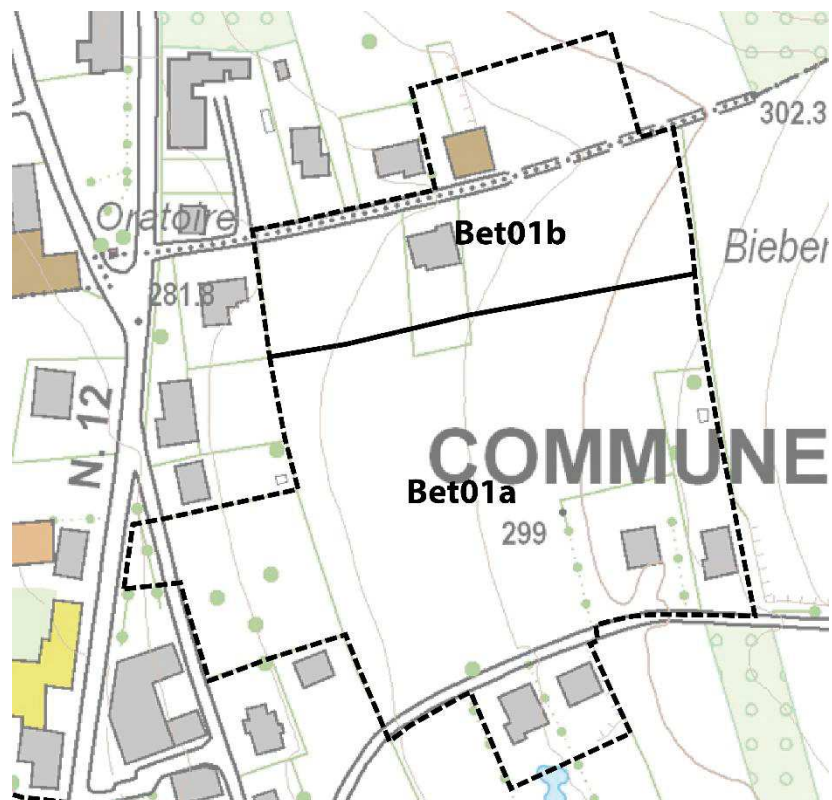 302.3
Oratoire
Bet01b
Bieber
281.8
N. 12
COMMUNE
Bet01a
299